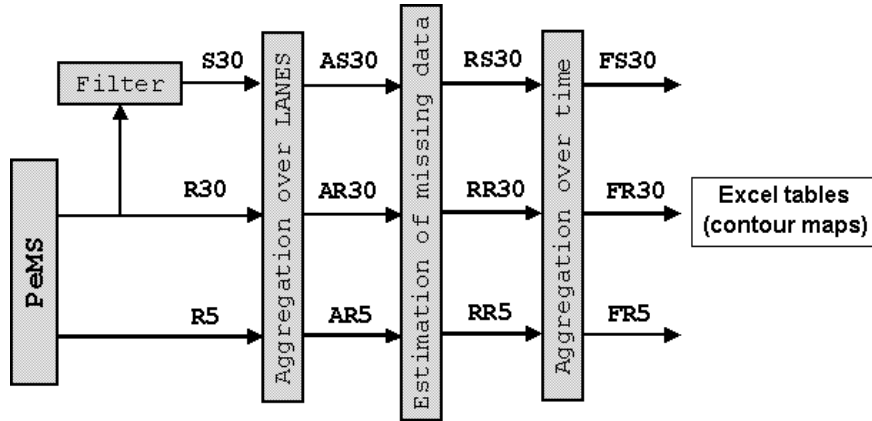 S30
AS30
RS30
FS30
Filter
R30
AR30
RR30
FR30
Excel tables
(contour maps)
PeMS
R5
AR5
RR5
FR5
Aggregation over LANES
Estimation of missing data
Aggregation over time